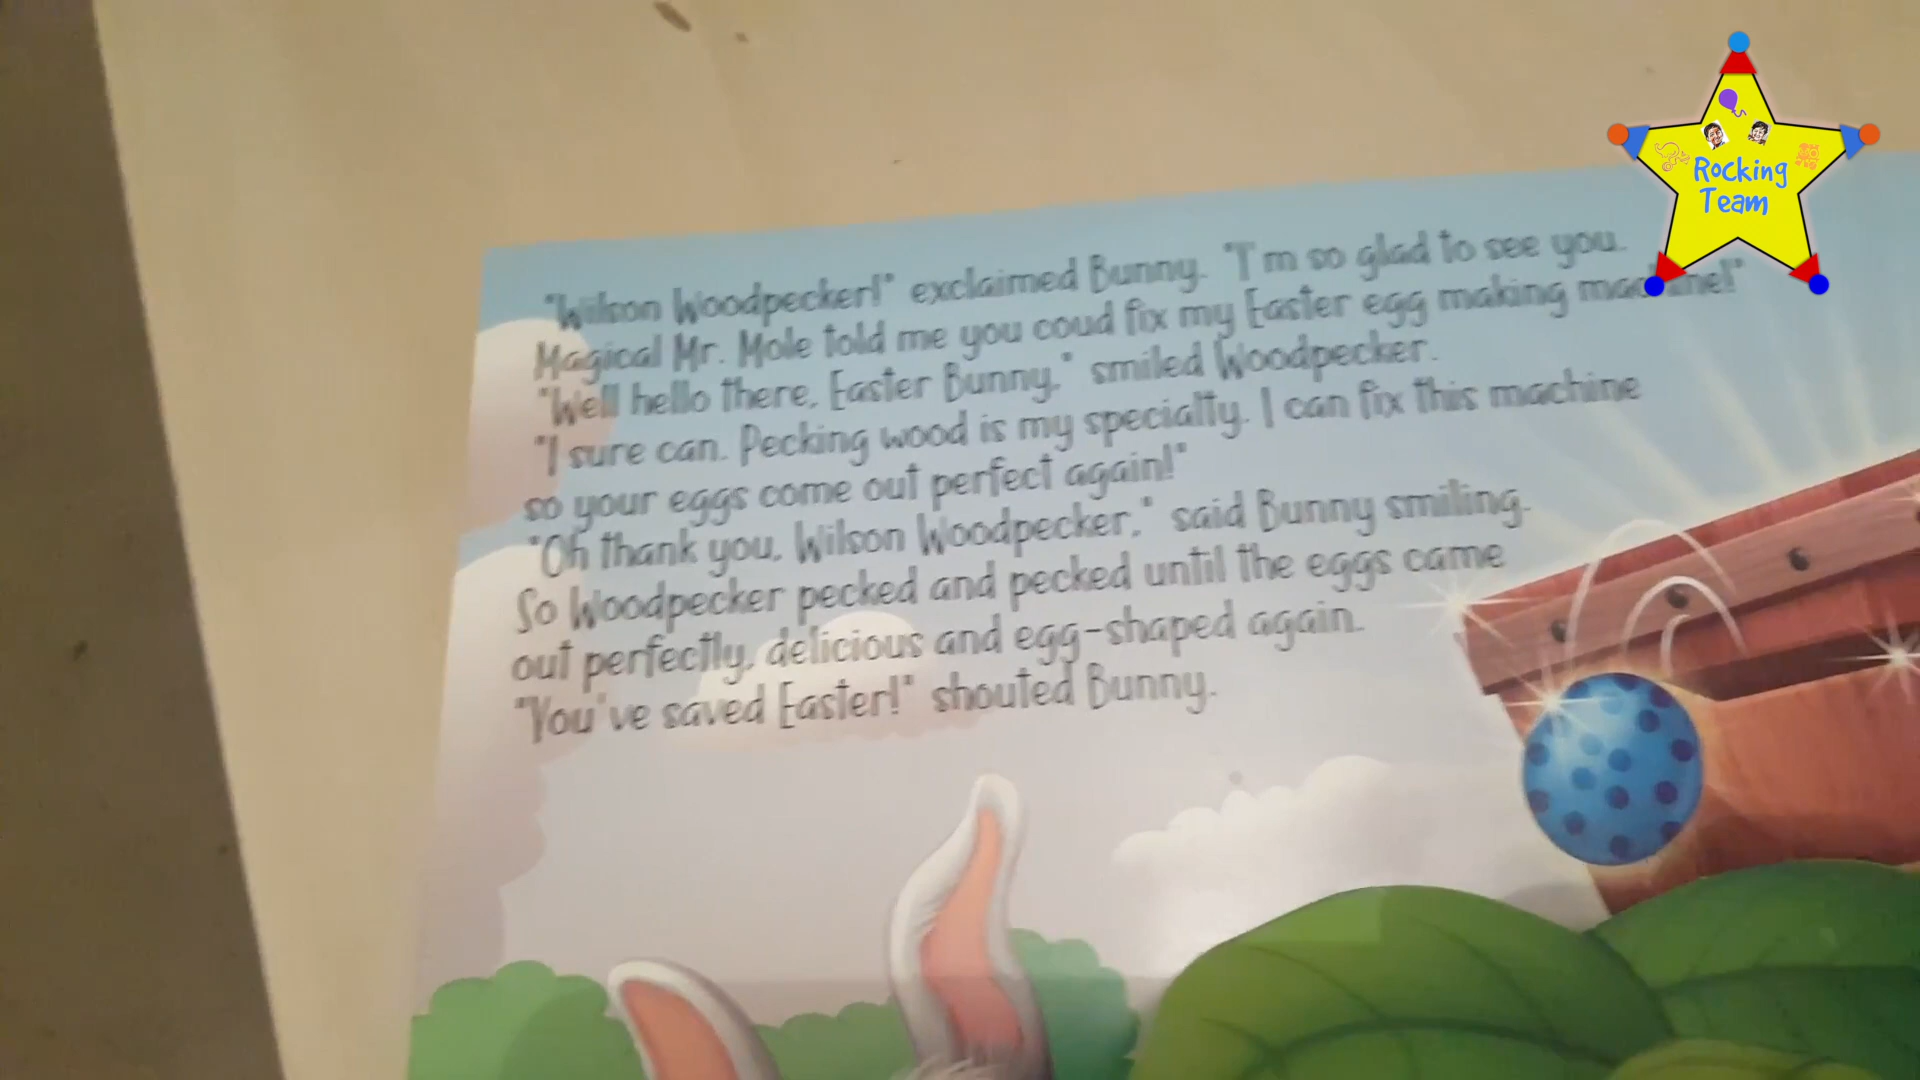 "Wilson Woodpecker!" exclaimed Bunny. "I'm so glad to see you.
Magical Mr. Mole told me you coud fix my Easter egg making machine!"
"Well hello there, Easter Bunny," smiled Woodpecker.
"I sure can. Pecking wood is my specialty. I can fix this machine
so your eggs come out perfect again!"
"Oh thank you, Wilson Woodpecker," said Bunny smiling.
So Woodpecker pecked and pecked until the eggs came
out perfectly, delicious and egg-shaped again.
"You've saved Easter!" shouted Bunny.
Rocking
Team